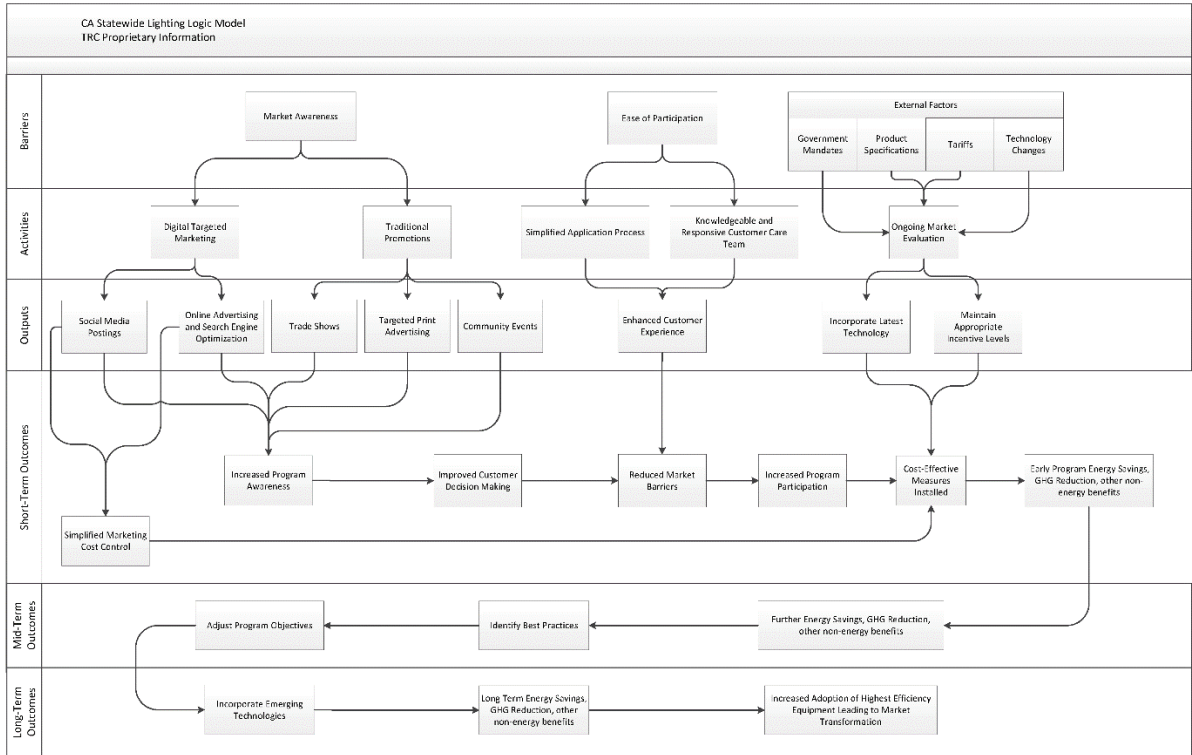 CA Statewide Lighting Logic Model
TRC Proprietary Information
Barriers
Market Awareness
Ease of Participation
External Factors
Government
Mandates
Product
Specifications
Tariffs
Technology
Changes
Activities
Digital Targeted
Marketing
Traditional
Promotions
Simplified Application Process
Knowledgeable and
Responsive Customer Care
Team
Ongoing Market
Evaluation
Outputs
Social Media
Postings
Online Advertising
and Search Engine
Optimization
Trade Shows
Targeted Print
Advertising
Community Events
Enhanced Customer
Experience
Incorporate Latest
Technology
Maintain
Appropriate
Incentive Levels
Short-Term Outcomes
Increased Program
Awareness
Improved Customer
Decision Making
Reduced Market
Barriers
Increased Program
Participation
Cost-Effective
Measures
Installed
Early Program Energy Savings,
GHG Reduction, other non-
energy benefits
Simplified Marketing
Cost Control
Mid-Term
Outcomes
Adjust Program Objectives
Identify Best Practices
Further Energy Savings, GHG Reduction,
other non-energy benefits
Long-Term
Outcomes
Incorporate Emerging
Technologies
Long Term Energy Savings,
GHG Reduction, other
non-energy benefits
Increased Adoption of Highest Efficiency
Equipment Leading to Market
Transformation